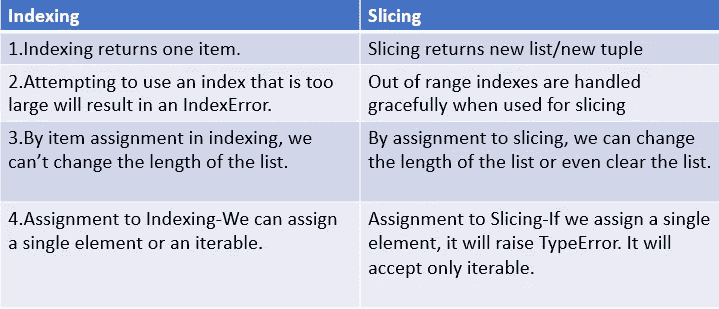 Indexing
Slicing
1.Indexing returns one item.
Slicing returns new list/new tuple
2.Attempting to use an index that is too
large will result in an IndexError.
Out of range indexes are handled
gracefully when used for slicing
3.By item assignment in indexing, we
can’t change the length of the list.
By assignment to slicing, we can change
the length of the list or even clear the list.
4.Assignment to Indexing-We can assign
a single element or an iterable.
Assignment to Slicing-If we assign a single
element, it will raise TypeError. It will
accept only iterable.